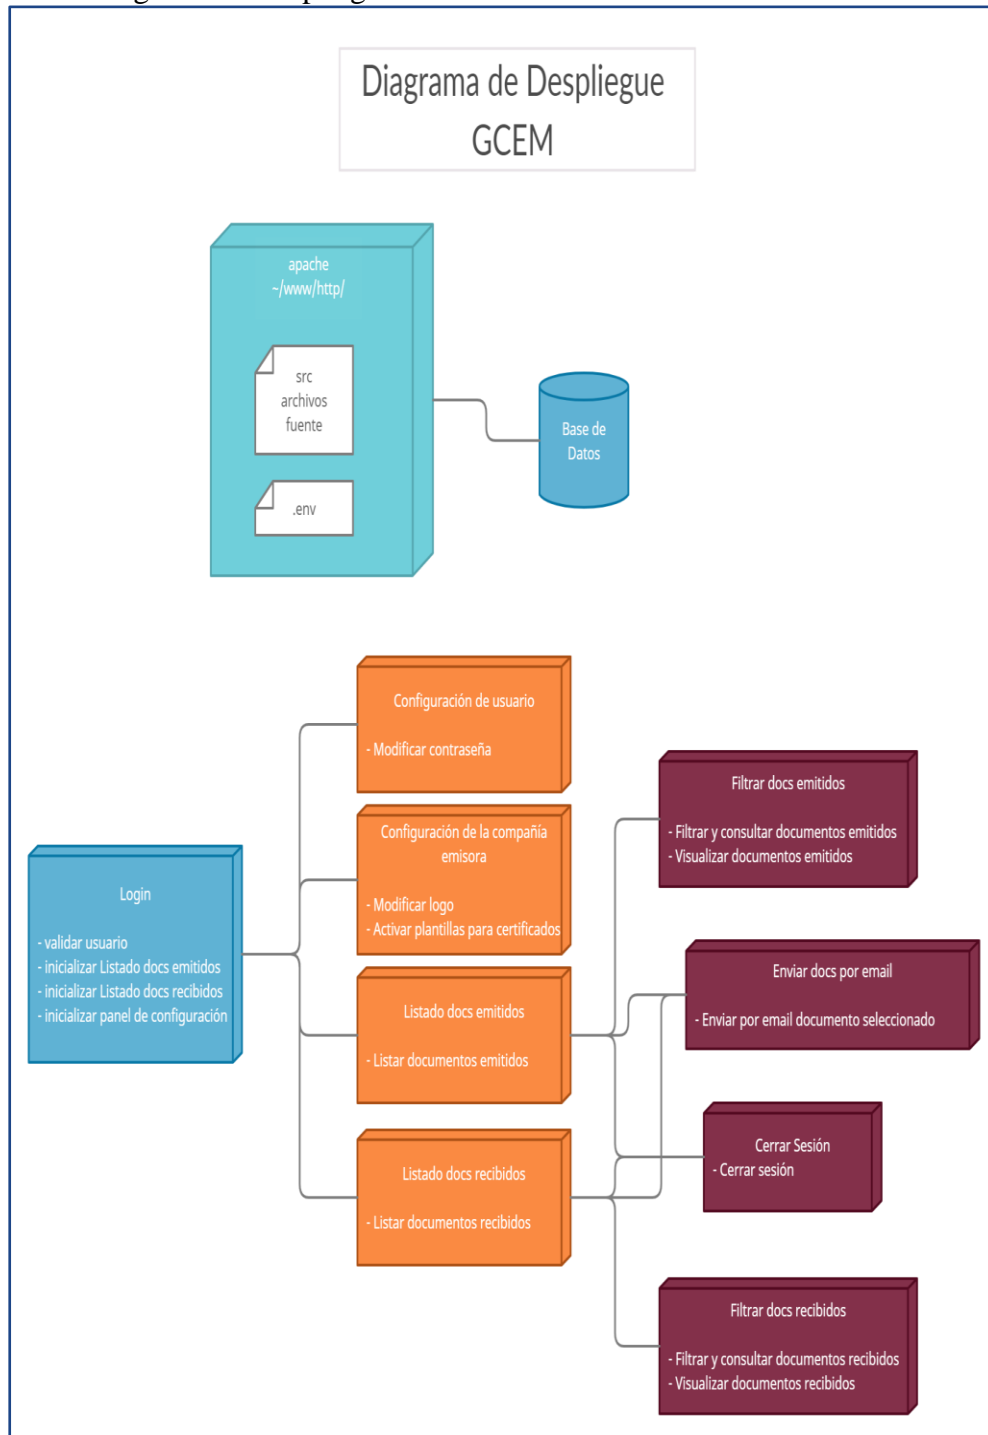 Diagrama de Despliegue
GCEM
apache
~/www/http/
src
archivos
fuente
.env
Base de
Datos
Configuración de usuario
- Modificar contraseña
Configuración de la compañía
emisora
- Modificar logo
- Activar plantillas para certificados
Login
- validar usuario
- inicializar Listado docs emitidos
- inicializar Listado docs recibidos
- inicializar panel de configuración
Listado docs emitidos
- Listar documentos emitidos
Listado docs recibidos
- Listar documentos recibidos
Filtrar docs emitidos
- Filtrar y consultar documentos emitidos
- Visualizar documentos emitidos
Enviar docs por email
- Enviar por email documento seleccionado
Cerrar Sesión
- Cerrar sesión
Filtrar docs recibidos
- Filtrar y consultar documentos recibidos
- Visualizar documentos recibidos